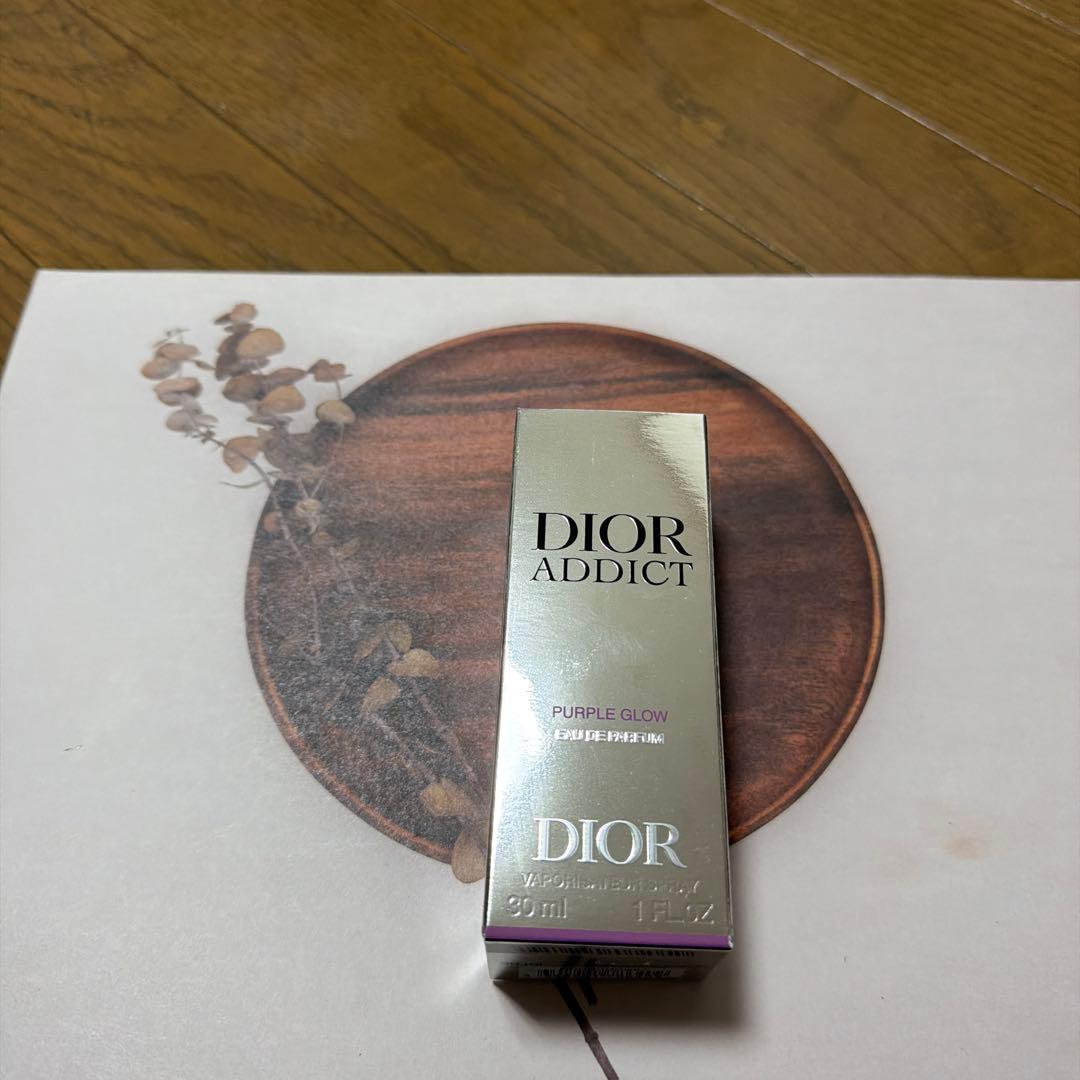 DIOR
ADDICT
PURPLE GLOW
EAU DE PARFUM
DIOR
VAPORISATEUR SPRAY
30 ml 1 FL.OZ